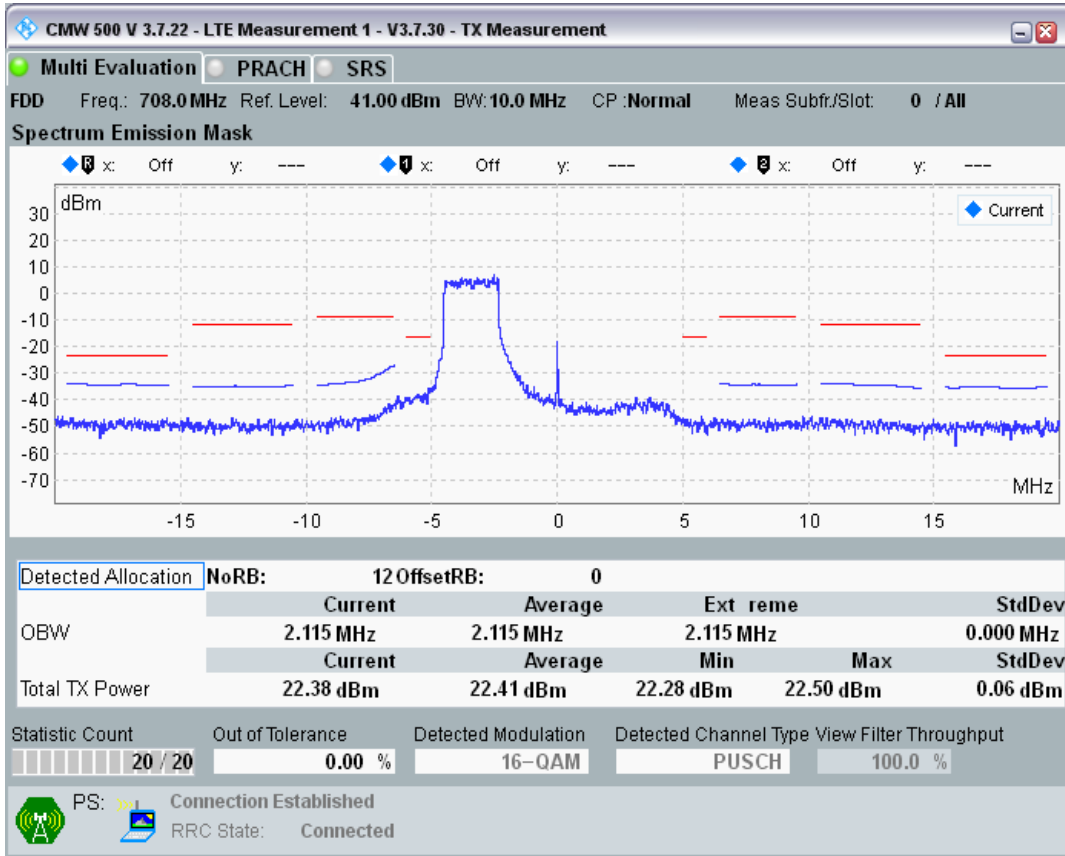 CMW 500 V 3.7.22 - LTE Measurement 1 - V3.7.30 - TX Measurement
Multi Evaluation PRACH SRS
FDD Freq.: 708.0 MHz Ref. Level: 41.00 dBm BW: 10.0 MHz CP :Normal Meas Subfr./Slot: 0 / All
Spectrum Emission Mask
R x: Off y: --- 1 x: Off y: --- 2 x: Off y: ---
dBm
Current
30
20
10
0
-10
-20
-30
-40
-50
-60
-70
MHz
-15 -10 -5 0 5 10 15
Detected Allocation NoRB: 12 OffsetRB: 0
Current Average Ext reme StdDev
OBW 2.115 MHz 2.115 MHz 2.115 MHz 0.000 MHz
Current Average Min Max StdDev
Total TX Power 22.38 dBm 22.41 dBm 22.28 dBm 22.50 dBm 0.06 dBm
Statistic Count Out of Tolerance Detected Modulation Detected Channel Type View Filter Throughput
20 / 20 0.00 % 16-QAM PUSCH 100.0 %
PS: Connection Established
RRC State: Connected